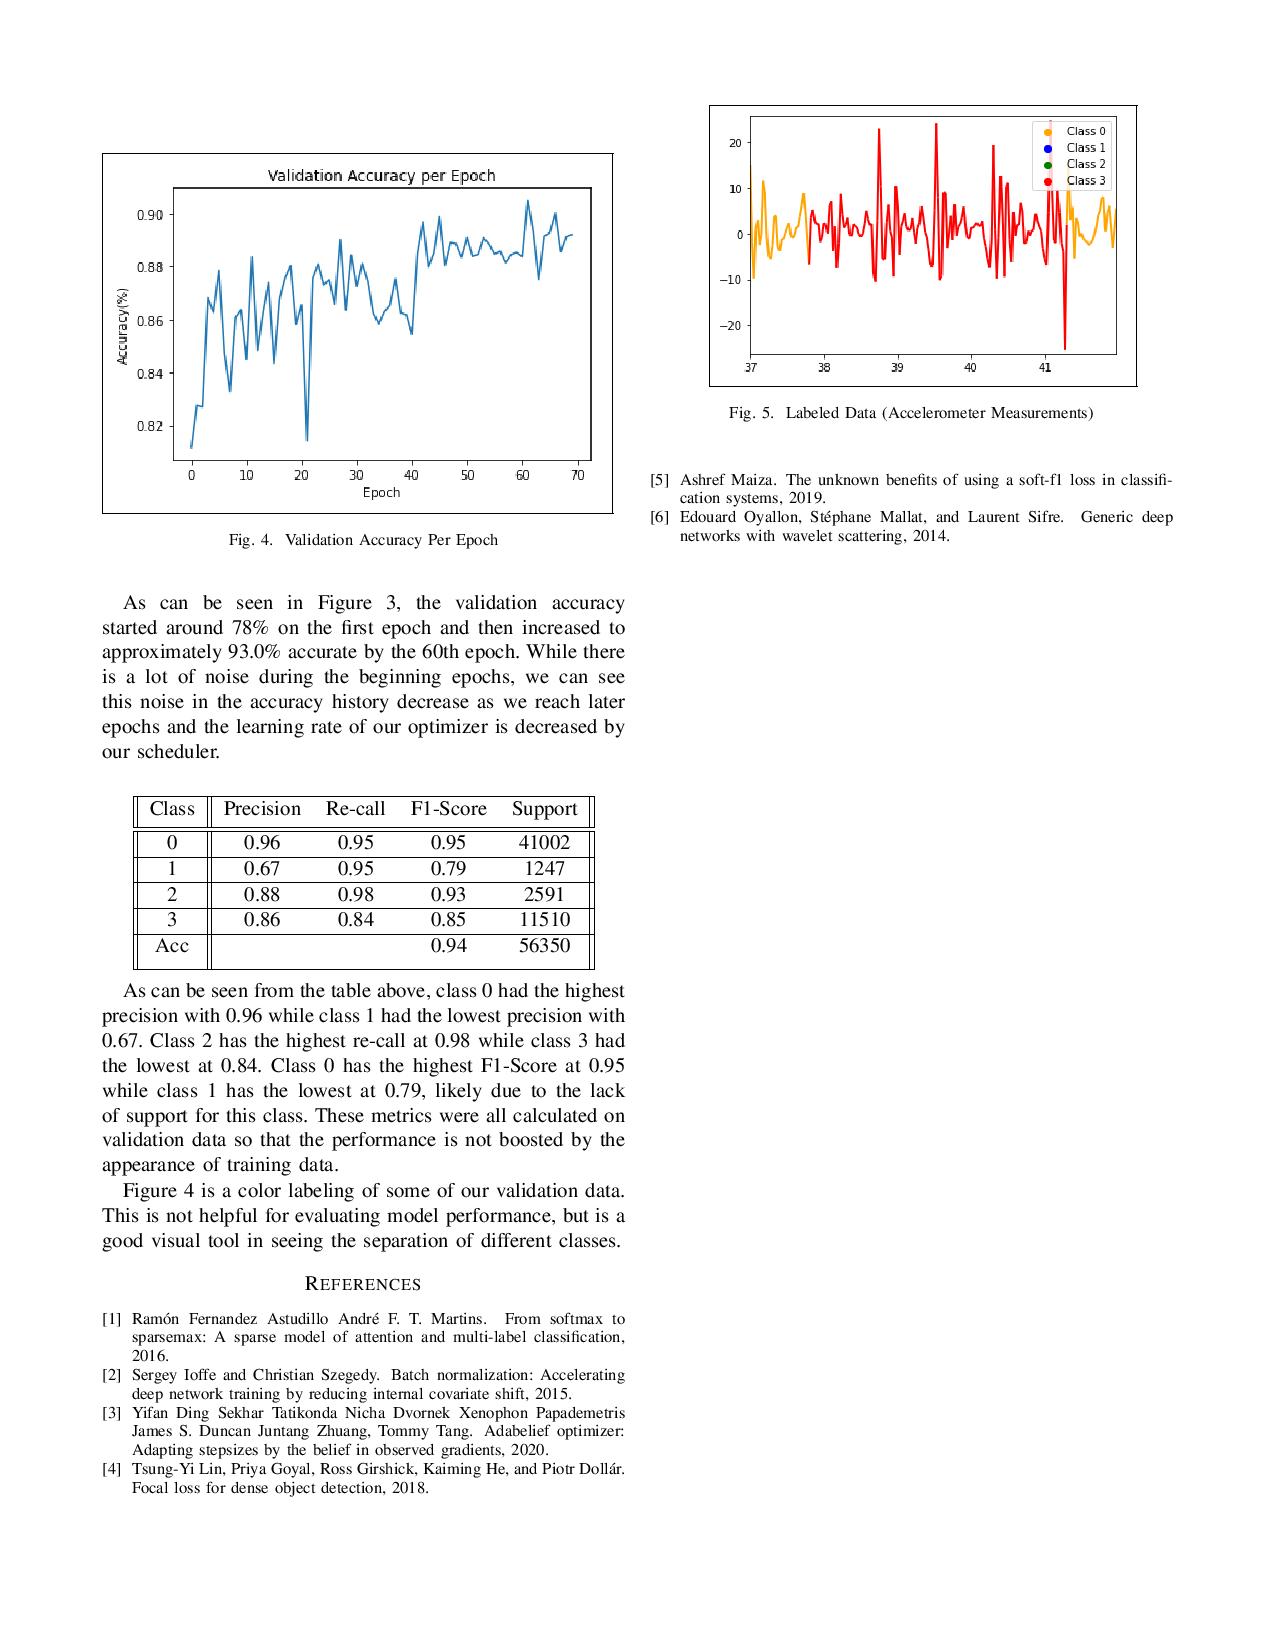 Validation Accuracy per Epoch
0.90
0.88
0.86
0.84
0.82
Accuracy(%)
0 10 20 30 40 50 60 70
Epoch
Fig. 4. Validation Accuracy Per Epoch
As can be seen in Figure 3, the validation accuracy
started around 78% on the first epoch and then increased to
approximately 93.0% accurate by the 60th epoch. While there
is a lot of noise during the beginning epochs, we can see
this noise in the accuracy history decrease as we reach later
epochs and the learning rate of our optimizer is decreased by
our scheduler.
Class Precision Re-call F1-Score Support
0 0.96 0.95 0.95 41002
1 0.67 0.95 0.79 1247
2 0.88 0.98 0.93 2591
3 0.86 0.84 0.85 11510
Acc 0.94 56350
As can be seen from the table above, class 0 had the highest
precision with 0.96 while class 1 had the lowest precision with
0.67. Class 2 has the highest re-call at 0.98 while class 3 had
the lowest at 0.84. Class 0 has the highest F1-Score at 0.95
while class 1 has the lowest at 0.79, likely due to the lack
of support for this class. These metrics were all calculated on
validation data so that the performance is not boosted by the
appearance of training data.
Figure 4 is a color labeling of some of our validation data.
This is not helpful for evaluating model performance, but is a
good visual tool in seeing the separation of different classes.
REFERENCES
[1] Ramón Fernandez Astudillo André F. T. Martins. From softmax to
sparsemax: A sparse model of attention and multi-label classification,
2016.
[2] Sergey Ioffe and Christian Szegedy. Batch normalization: Accelerating
deep network training by reducing internal covariate shift, 2015.
[3] Yifan Ding Sekhar Tatikonda Nicha Dvornek Xenophon Papademetris
James S. Duncan Juntang Zhuang, Tommy Tang. Adabelief optimizer:
Adapting stepsizes by the belief in observed gradients, 2020.
[4] Tsung-Yi Lin, Priya Goyal, Ross Girshick, Kaiming He, and Piotr Dollár.
Focal loss for dense object detection, 2018.
Class 0
Class 1
Class 2
Class 3
20
10
0
−10
−20
37 38 39 40 41
Fig. 5. Labeled Data (Accelerometer Measurements)
[5] Ashref Maiza. The unknown benefits of using a soft-f1 loss in classifi-
cation systems, 2019.
[6] Edouard Oyallon, Stéphane Mallat, and Laurent Sifre. Generic deep
networks with wavelet scattering, 2014.